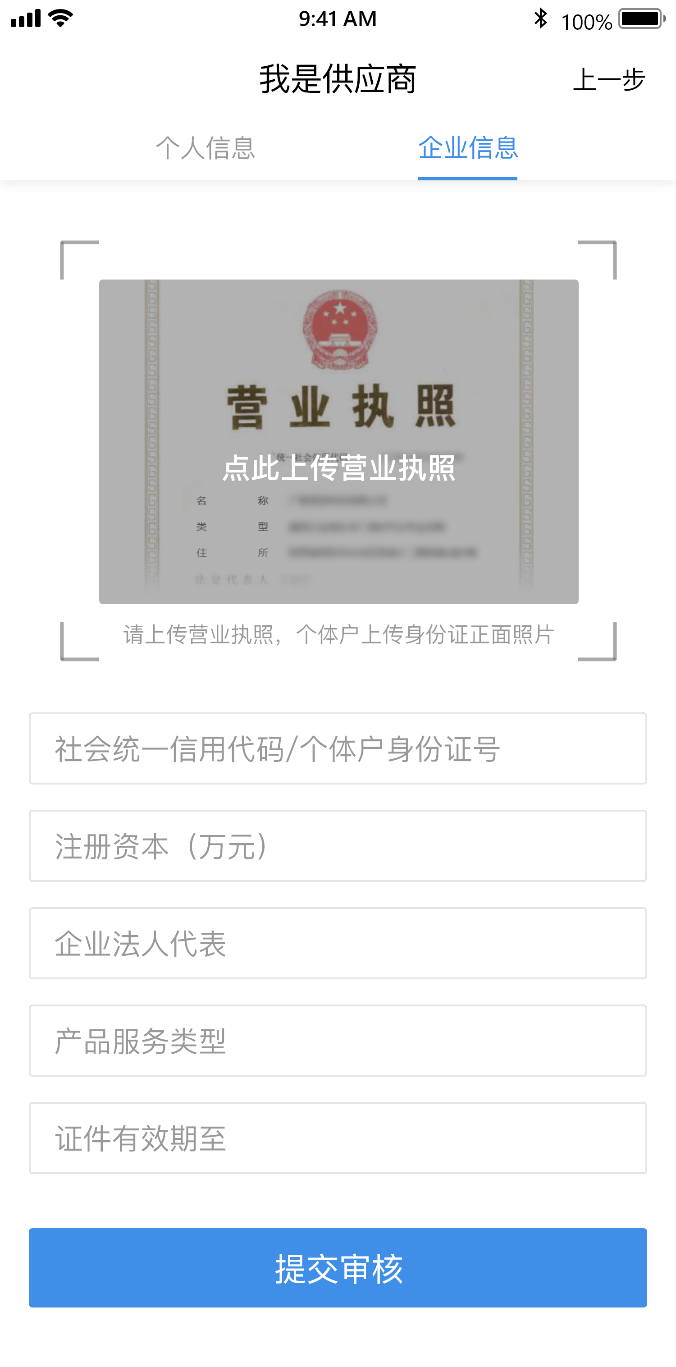 9:41 AM
100%
我是供应商
上一步
个人信息
企业信息
营业执照
点此上传营业执照
名称
类型
住所
法定代表人
请上传营业执照，个体户上传身份证正面照片
社会统一信用代码/个体户身份证号
注册资本（万元）
企业法人代表
产品服务类型
证件有效期至
提交审核